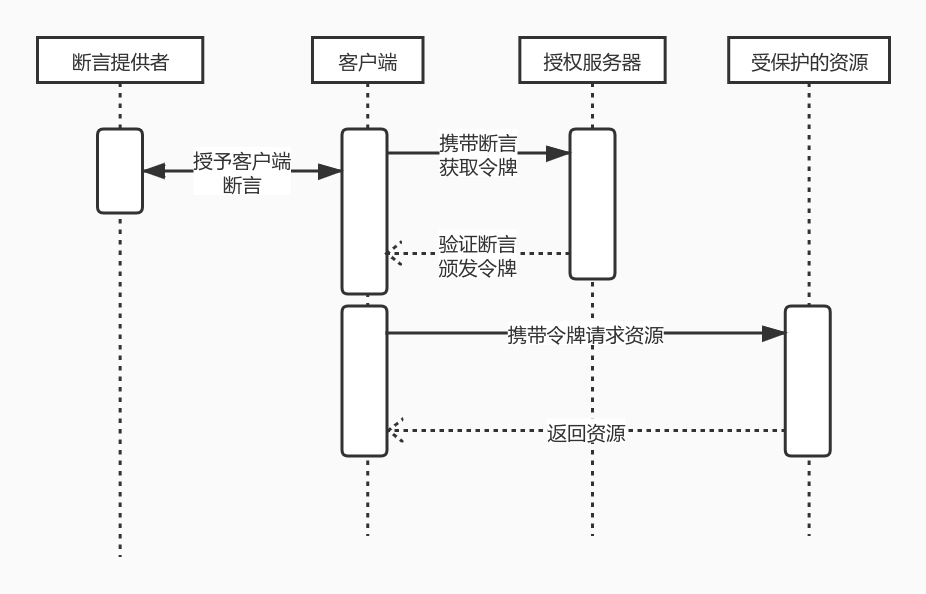 断言提供者
客户端
授权服务器
受保护的资源
授予客户端
断言
携带断言
获取令牌
验证断言
颁发令牌
携带令牌请求资源
返回资源